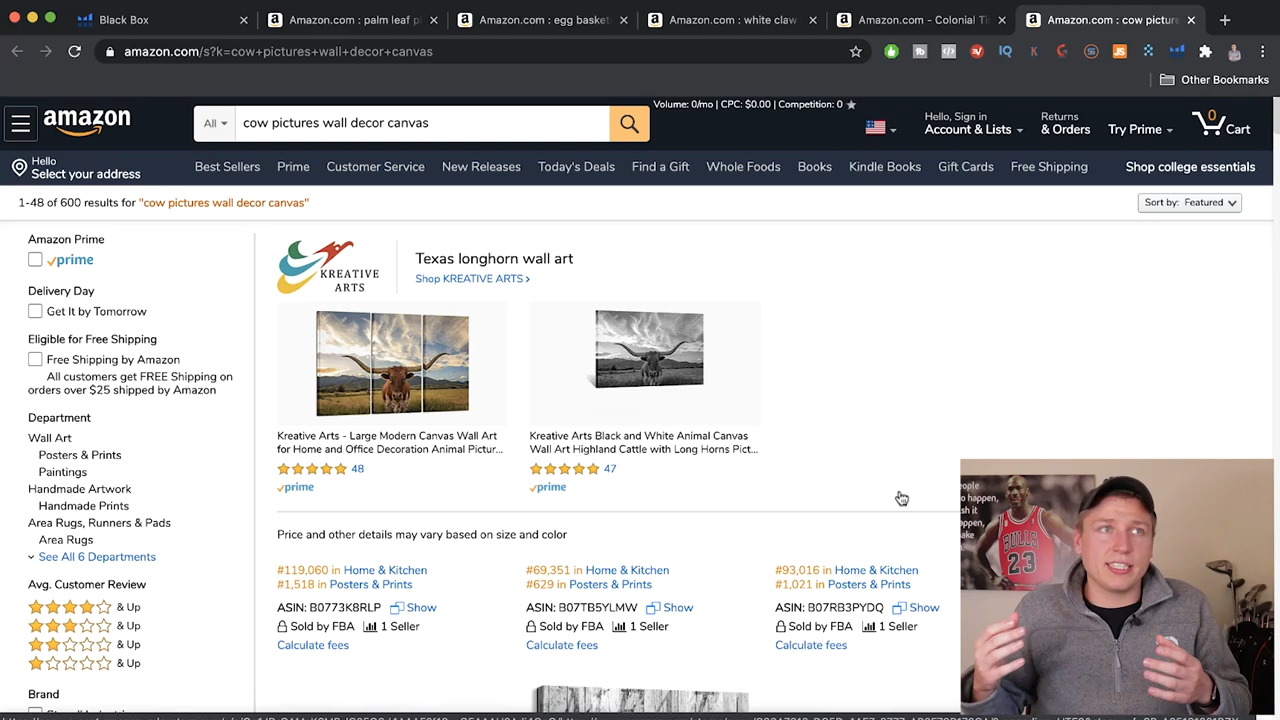 Black Box
Amazon.com : palm leaf pl
Amazon.com : egg basket
Amazon.com : white claw
Amazon.com - Colonial Ti
Amazon.com : cow picture
amazon.com/s?k=cow+pictures+wall+decor+canvas
Other Bookmarks
Volume: 0/mo | CPC: $0.00 | Competition: 0
amazon
All
cow pictures wall decor canvas
Hello, Sign in
Account & Lists
Returns
& Orders
Try Prime
0
Cart
Hello
Select your address
Best Sellers
Prime
Customer Service
New Releases
Today's Deals
Find a Gift
Whole Foods
Books
Kindle Books
Gift Cards
Free Shipping
Shop college essentials
1-48 of 600 results for "cow pictures wall decor canvas"
Sort by: Featured
Amazon Prime
prime
Delivery Day
Get It by Tomorrow
Eligible for Free Shipping
Free Shipping by Amazon
All customers get FREE Shipping on
orders over $25 shipped by Amazon
Department
Wall Art
Posters & Prints
Paintings
Handmade Artwork
Handmade Prints
Area Rugs, Runners & Pads
Area Rugs
See All 6 Departments
Avg. Customer Review
& Up
& Up
& Up
& Up
Brand
KREATIVE
ARTS
Texas longhorn wall art
Shop KREATIVE ARTS ›
Kreative Arts - Large Modern Canvas Wall Art
for Home and Office Decoration Animal Pictur...
48
prime
Kreative Arts Black and White Animal Canvas
Wall Art Highland Cattle with Long Horns Pict...
47
prime
Price and other details may vary based on size and color
#119,060 in Home & Kitchen
#1,518 in Posters & Prints
ASIN: B0773K8RLP Show
Sold by FBA 1 Seller
Calculate fees
#69,351 in Home & Kitchen
#629 in Posters & Prints
ASIN: B07TB5YLMW Show
Sold by FBA 1 Seller
Calculate fees
#93,016 in Home & Kitchen
#1,021 in Posters & Prints
ASIN: B07RB3PYDQ Show
Sold by FBA 1 Seller
Calculate fees
BULLS
23